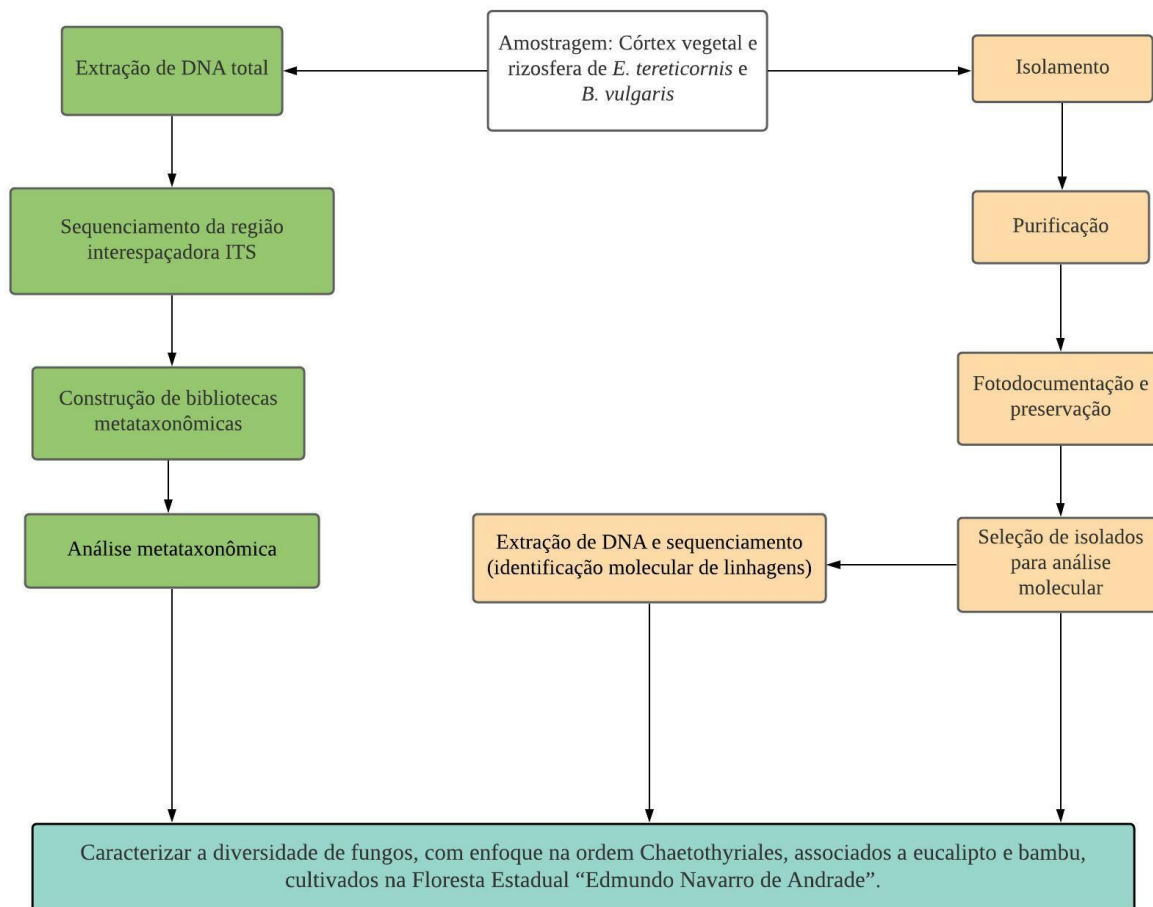 Extração de DNA total
Amostragem: Córtex vegetal e
rizosfera de E. tereticornis e
B. vulgaris
Isolamento
Sequenciamento da região
interespaçadora ITS
Purificação
Construção de bibliotecas
metataxonômicas
Fotodocumentação e
preservação
Análise metataxonômica
Extração de DNA e sequenciamento
(identificação molecular de linhagens)
Seleção de isolados
para análise
molecular
Caracterizar a diversidade de fungos, com enfoque na ordem Chaetothyriales, associados a eucalipto e bambu,
cultivados na Floresta Estadual “Edmundo Navarro de Andrade”.